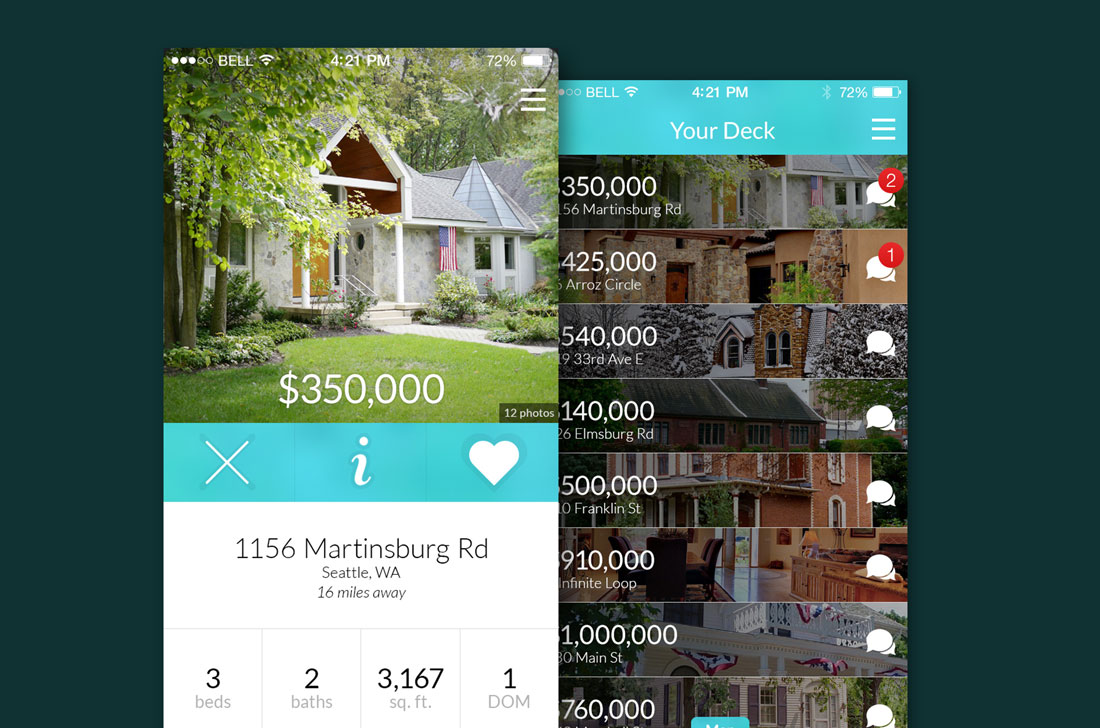 BELL 4:21 PM 72%
$350,000
12 photos
i
1156 Martinsburg Rd
Seattle, WA
16 miles away
3 2 3,167 1
beds baths sq. ft. DOM
BELL 4:21 PM 72%
Your Deck
350,000 2
156 Martinsburg Rd
425,000 1
Arroz Circle
540,000
9 33rd Ave E
140,000
26 Elmsburg Rd
500,000
0 Franklin St
910,000
Infinite Loop
1,000,000
30 Main St
760,000